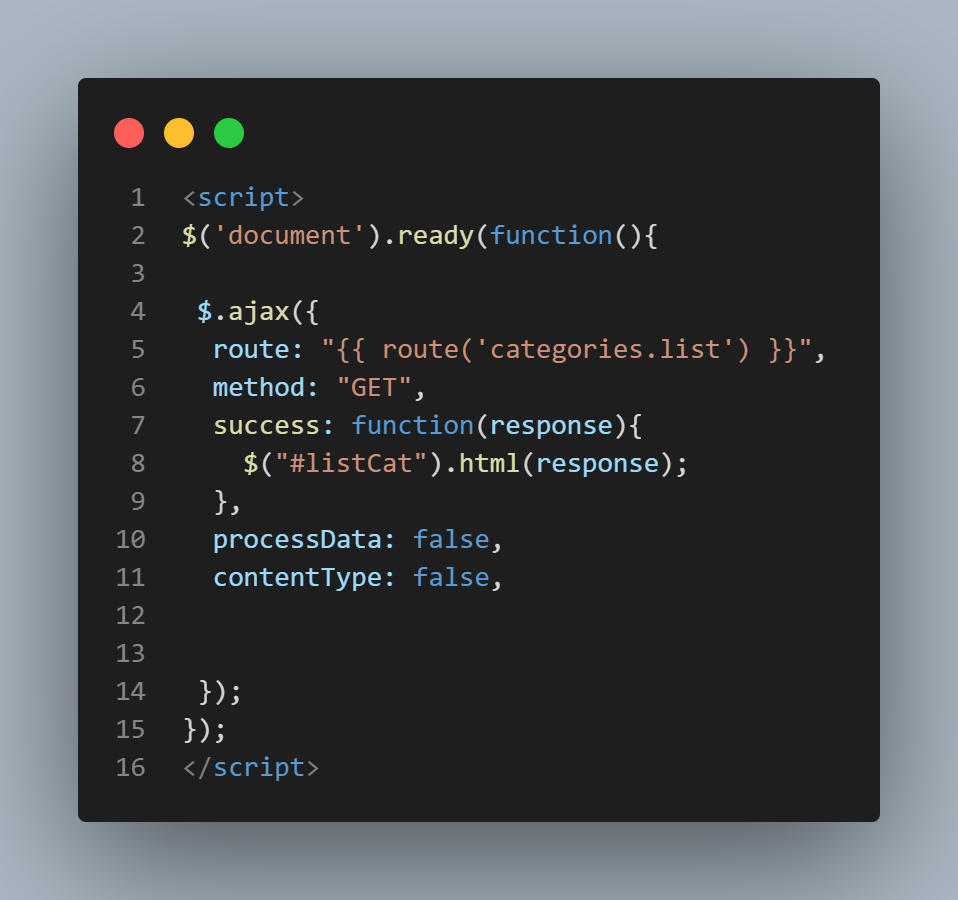 1 <script>
2 $('document').ready(function(){
3
4 $.ajax({
5 route: "{{ route('categories.list') }}",
6 method: "GET",
7 success: function(response){
8 $("#listCat").html(response);
9 },
10 processData: false,
11 contentType: false,
12
13
14 });
15 });
16 </script>